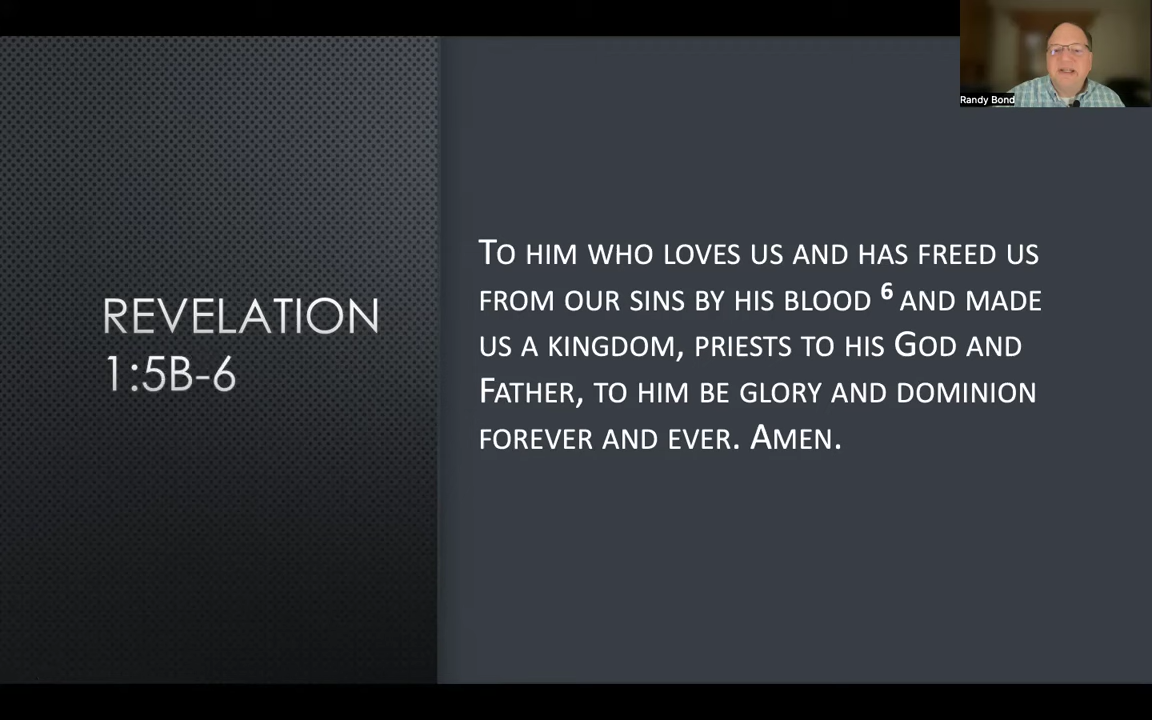 Randy Bond
REVELATION
1:5B-6
To him who loves us and has freed us
from our sins by his blood 6 and made
us a kingdom, priests to his God and
Father, to him be glory and dominion
forever and ever. Amen.